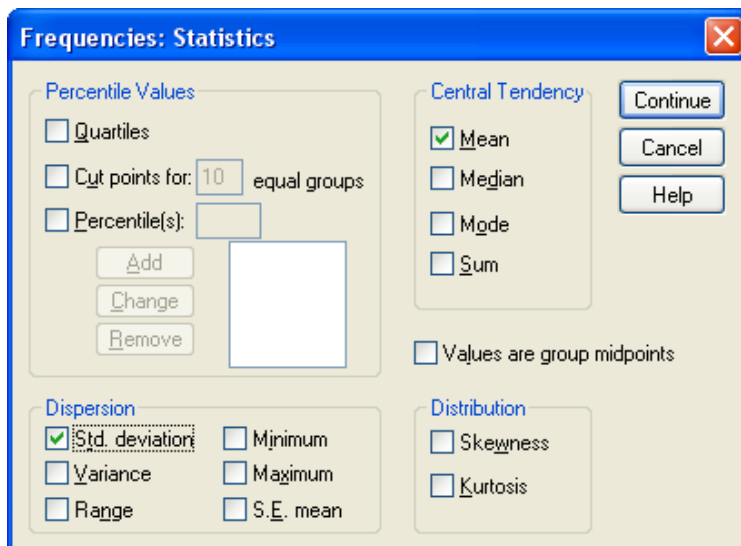 Frequencies: Statistics
Percentile Values
Quartiles
Cut points for: 10 equal groups
Percentile(s):
Add
Change
Remove
Central Tendency
Mean
Median
Mode
Sum
Continue
Cancel
Help
Values are group midpoints
Dispersion
Std. deviation Minimum
Variance Maximum
Range S.E. mean
Distribution
Skewness
Kurtosis